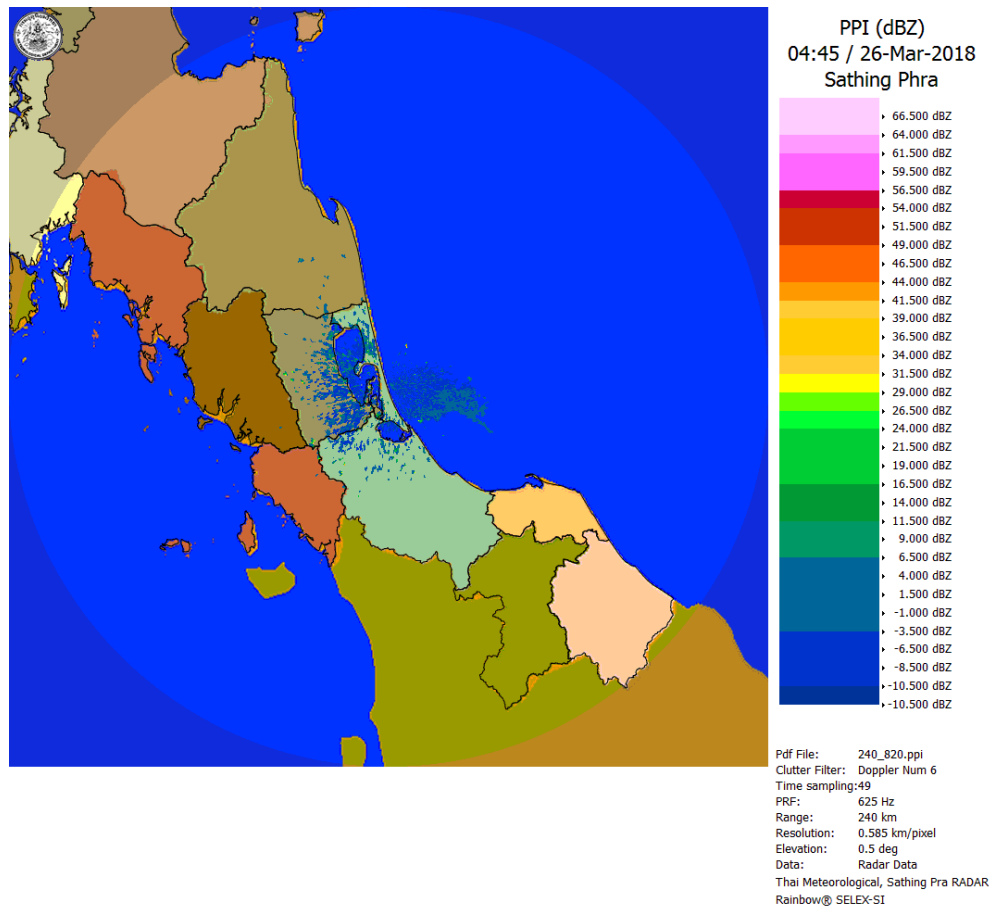 PPI (dBZ)
04:45 / 26-Mar-2018
Sathing Phra
66.500 dBZ
64.000 dBZ
61.500 dBZ
59.500 dBZ
56.500 dBZ
54.000 dBZ
51.500 dBZ
49.000 dBZ
46.500 dBZ
44.000 dBZ
41.500 dBZ
39.000 dBZ
36.500 dBZ
34.000 dBZ
31.500 dBZ
29.000 dBZ
26.500 dBZ
24.000 dBZ
21.500 dBZ
19.000 dBZ
16.500 dBZ
14.000 dBZ
11.500 dBZ
9.000 dBZ
6.500 dBZ
4.000 dBZ
1.500 dBZ
-1.000 dBZ
-3.500 dBZ
-6.500 dBZ
-8.500 dBZ
-10.500 dBZ
-10.500 dBZ
Pdf File: 240_820.ppi
Clutter Filter: Doppler Num 6
Time sampling:49
PRF: 625 Hz
Range: 240 km
Resolution: 0.585 km/pixel
Elevation: 0.5 deg
Data: Radar Data
Thai Meteorological, Sathing Pra RADAR
Rainbow® SELEX-SI